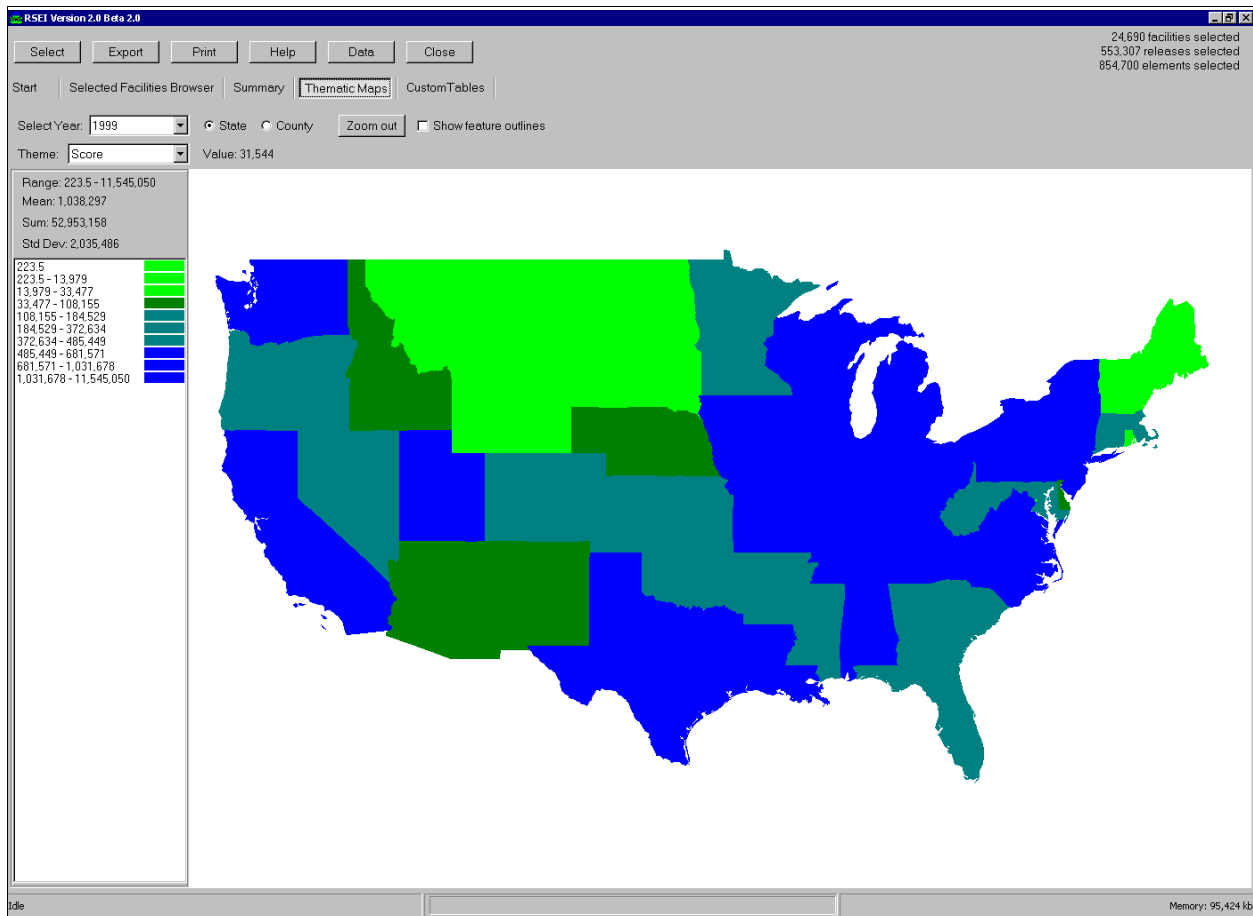 RSEI Version 2.0 Beta 2.0
Select Export Print Help Data Close
24,690 facilities selected
553,307 releases selected
854,700 elements selected
Start Selected Facilities Browser Summary Thematic Maps CustomTables
Select Year: 1999 State County Zoom out Show feature outlines
Theme: Score Value: 31,544
Range: 223.5 - 11,545,050
Mean: 1,038,297
Sum: 52,953,158
Std Dev: 2,035,486
223.5
223.5 - 13,979
13,979 - 33,477
33,477 - 108,155
108,155 - 184,529
184,529 - 372,634
372,634 - 485,449
485,449 - 681,571
681,571 - 1,031,678
1,031,678 - 11,545,050
Idle Memory: 95,424 kb